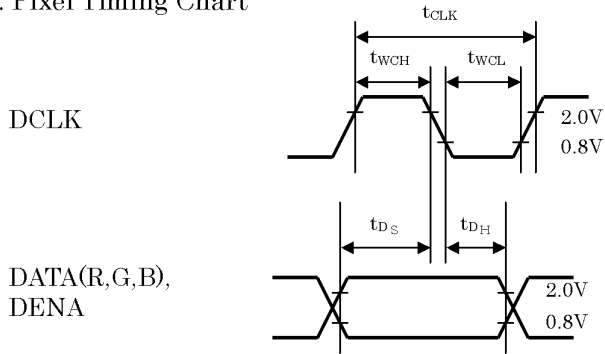 . Pixel Timing Chart
tCLK
tWCH
tWCL
DCLK
2.0V
0.8V
tDS
tDH
DATA(R,G,B),
DENA
2.0V
0.8V